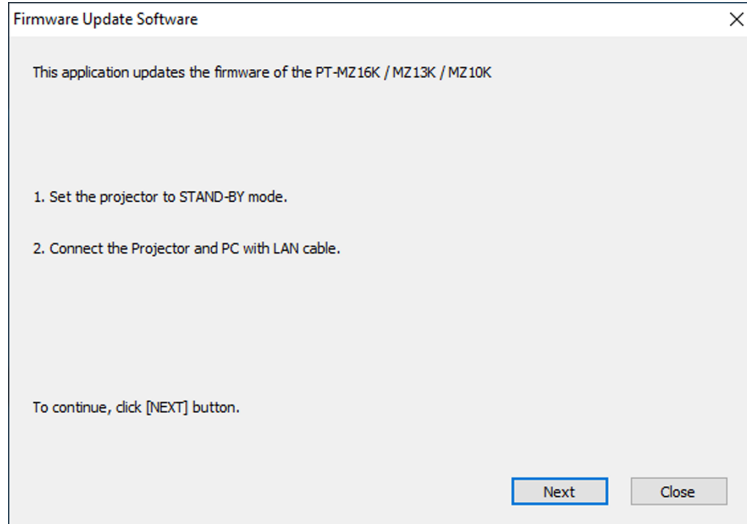 Firmware Update Software
This application updates the firmware of the PT-MZ16K / MZ13K / MZ10K
1. Set the projector to STAND-BY mode.
2. Connect the Projector and PC with LAN cable.
To continue, click [NEXT] button.
Next
Close